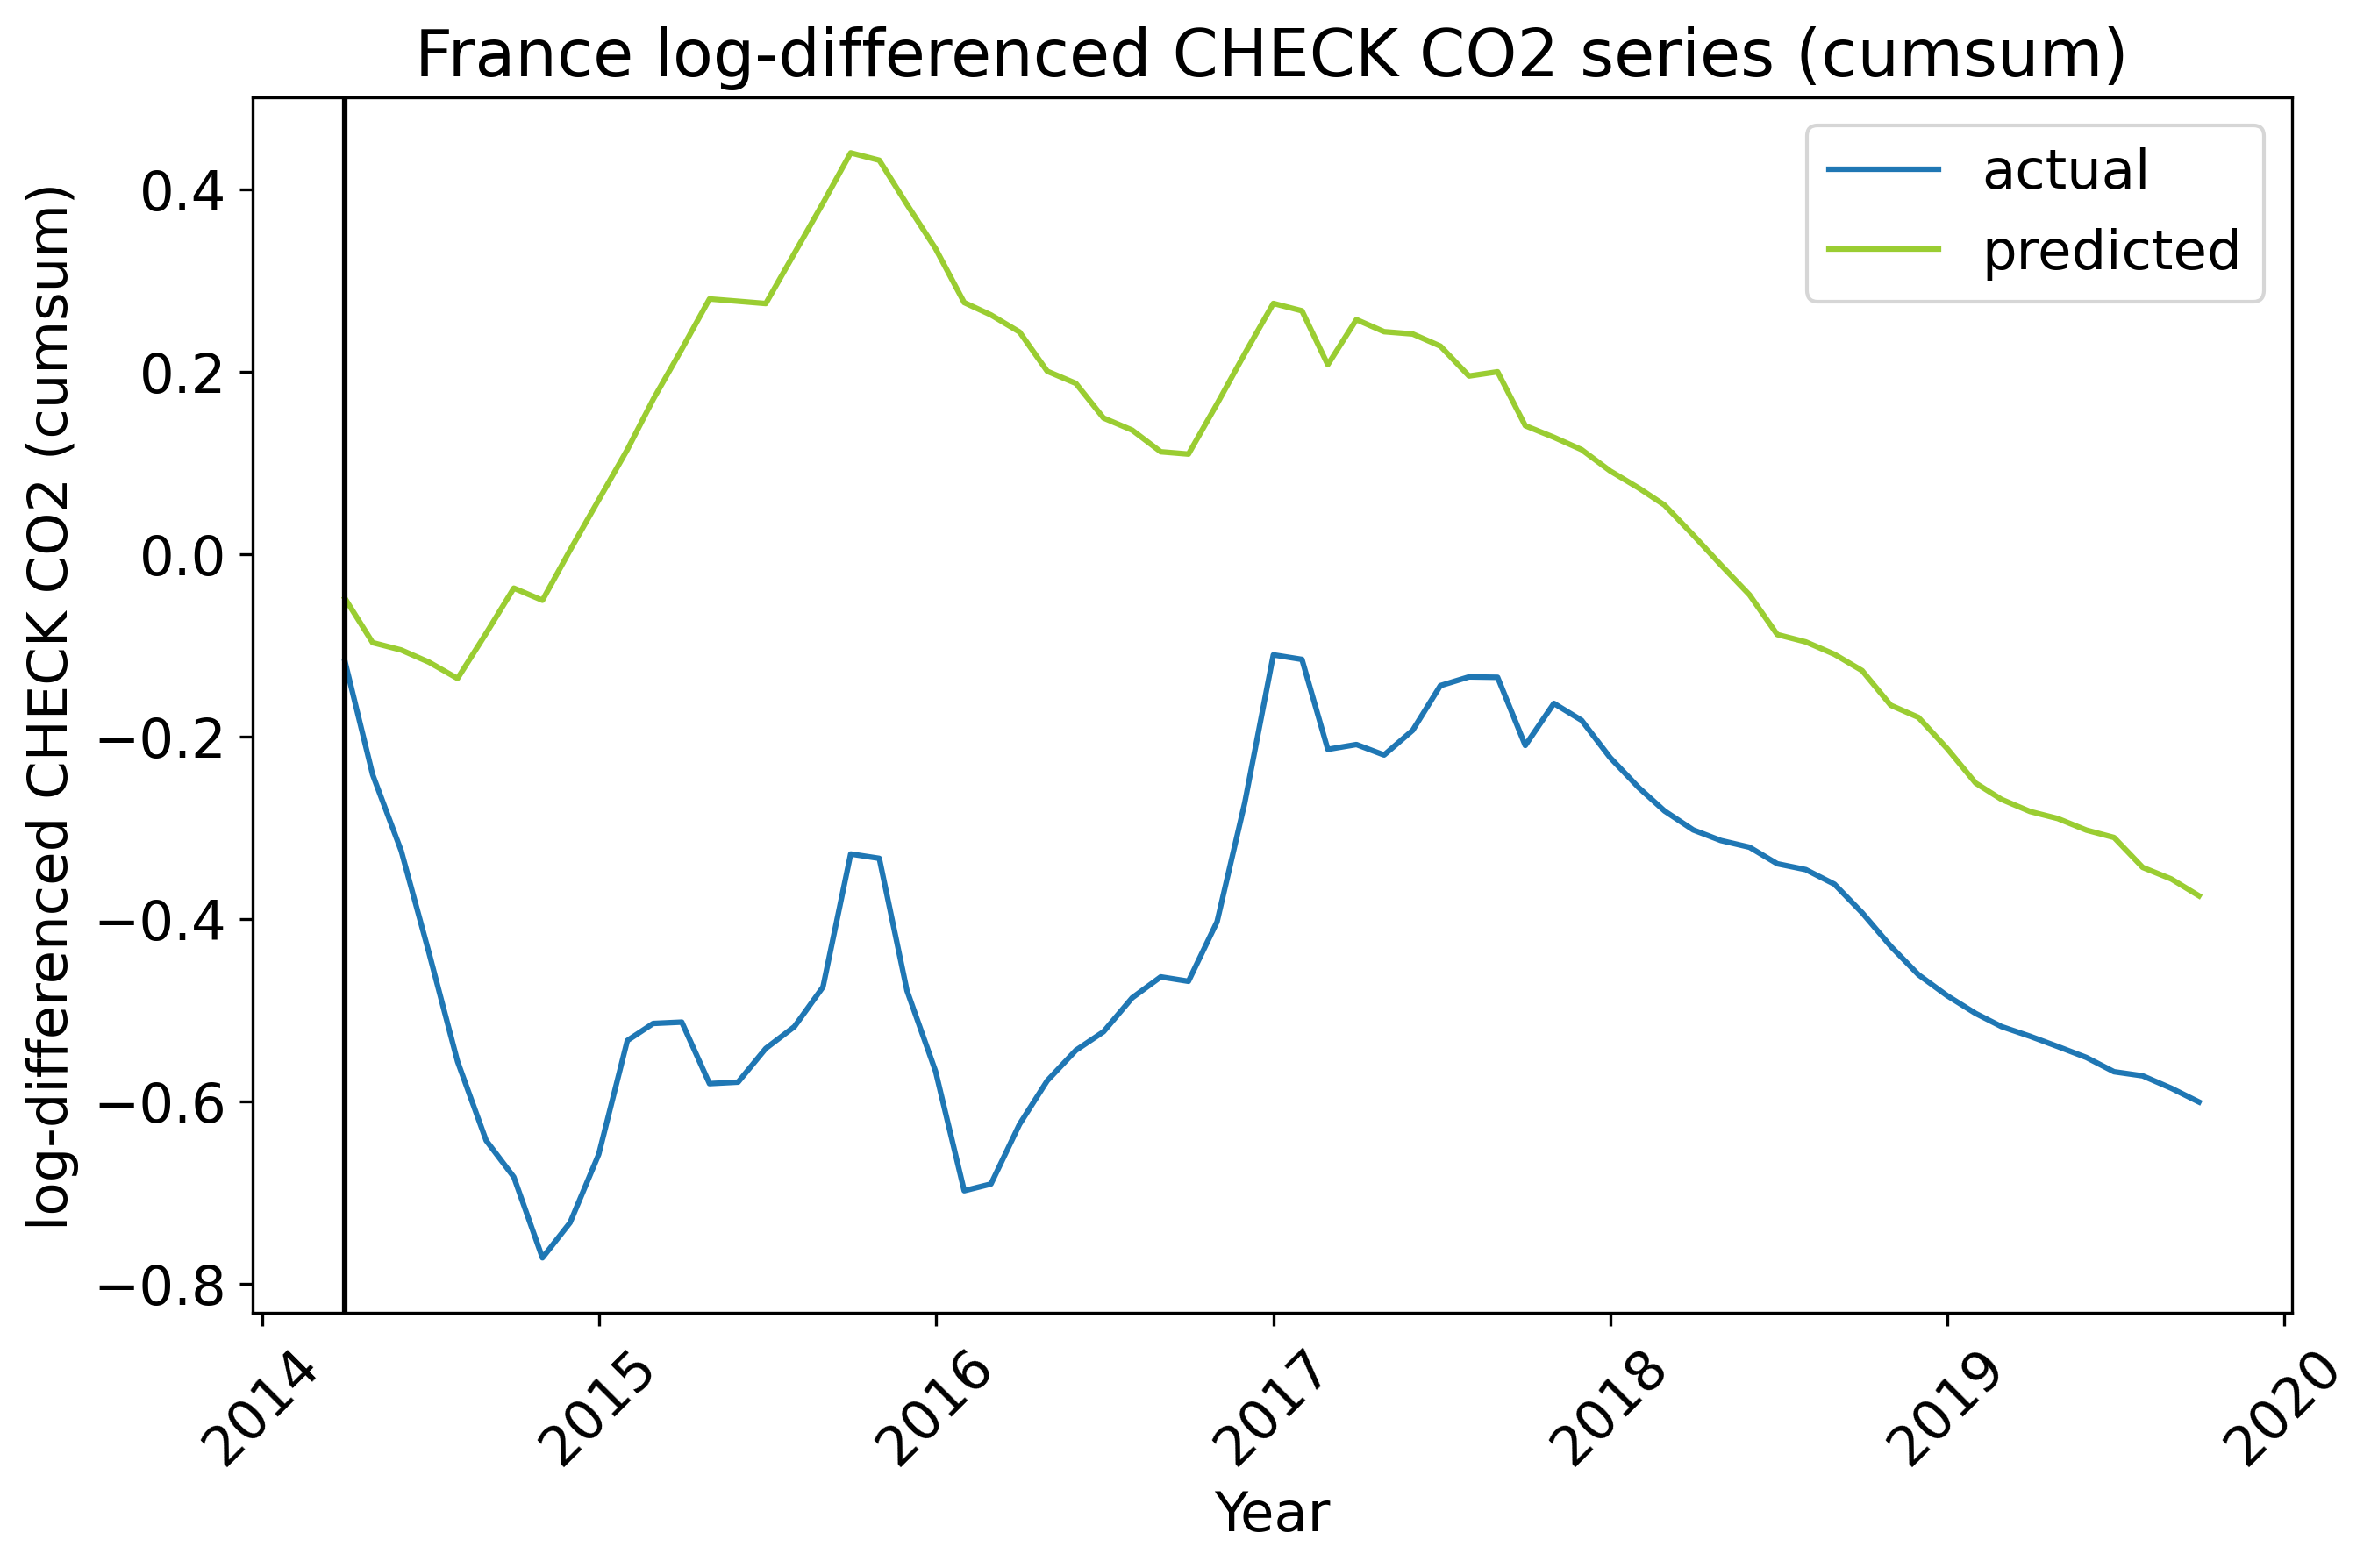 France log-differenced CHECK CO2 series (cumsum)
log-differenced CHECK CO2 (cumsum)
0.4
0.2
0.0
−0.2
−0.4
−0.6
−0.8
actual
predicted
2014
2015
2016
2017
2018
2019
2020
Year